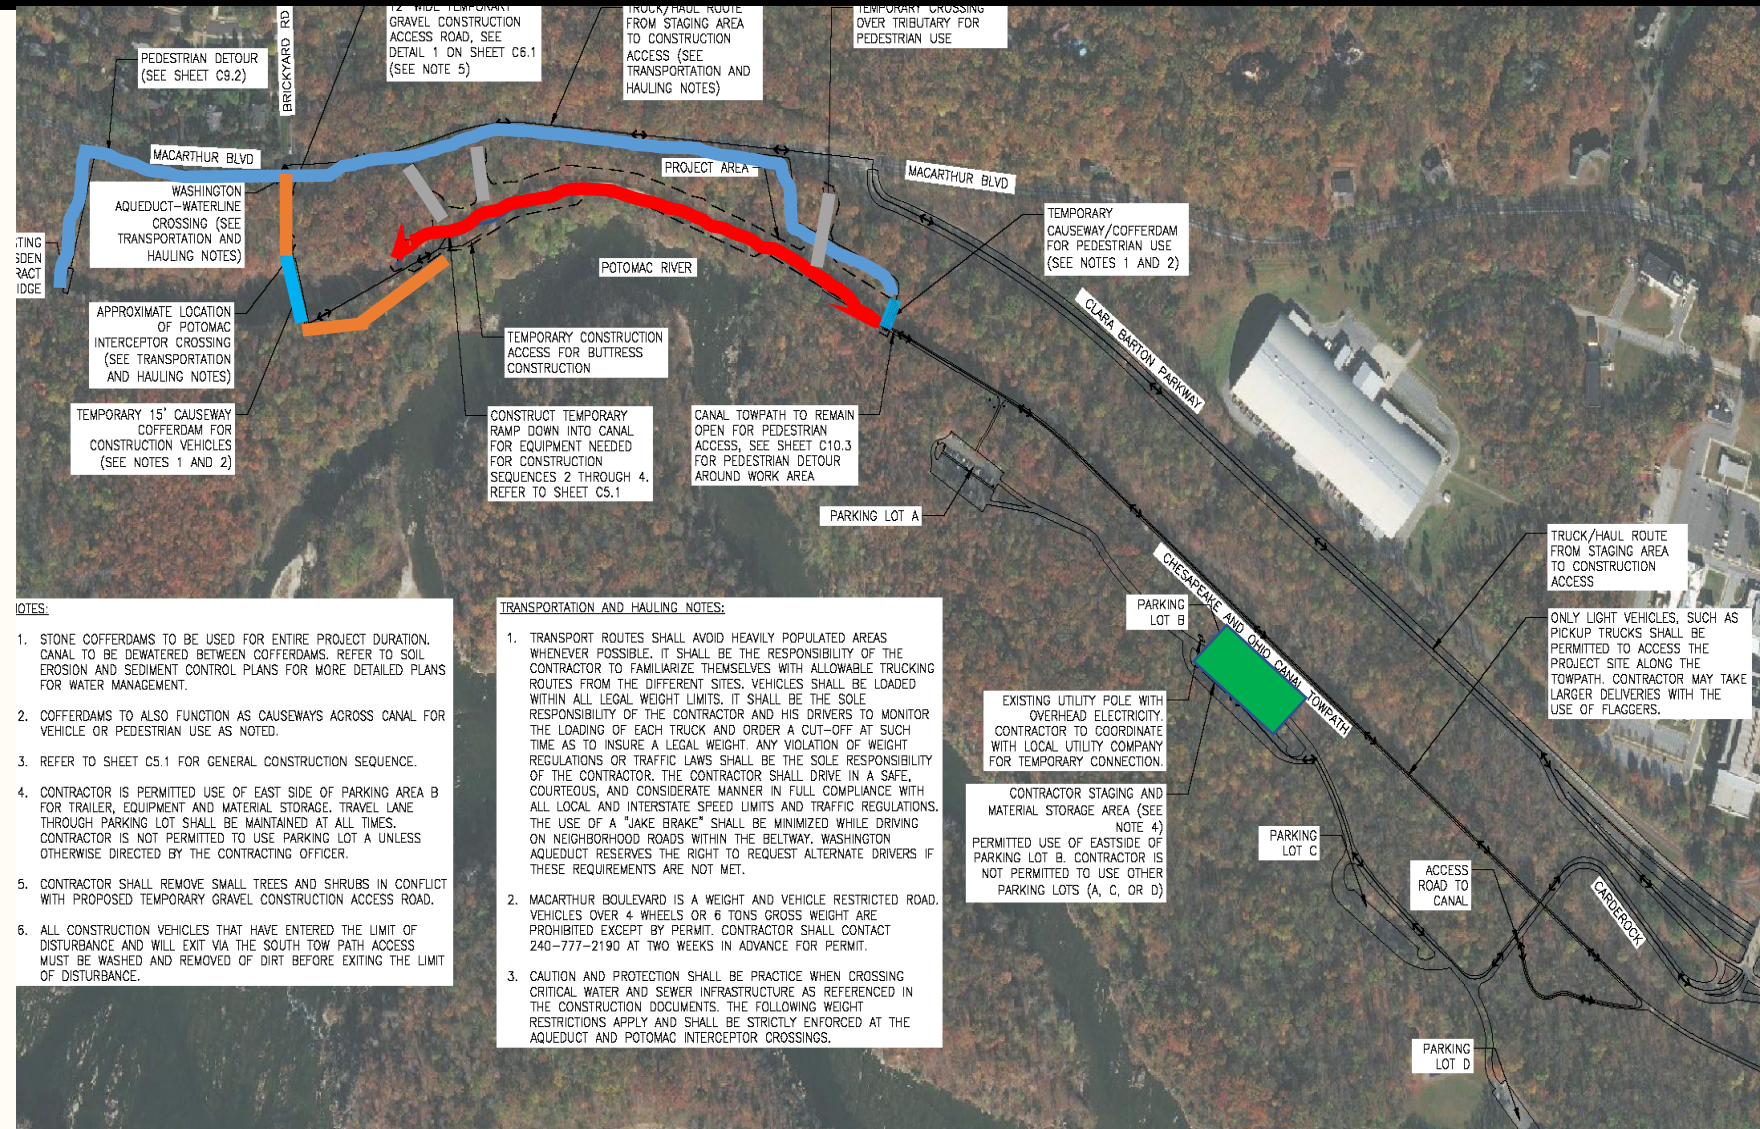 12' WIDE TEMPORARY
GRAVEL CONSTRUCTION
ACCESS ROAD, SEE
DETAIL 1 ON SHEET C6.1
(SEE NOTE 5)
TRUCK/HAUL ROUTE
FROM STAGING AREA
TO CONSTRUCTION
ACCESS (SEE
TRANSPORTATION AND
HAULING NOTES)
TEMPORARY CROSSING
OVER TRIBUTARY FOR
PEDESTRIAN USE
PEDESTRIAN DETOUR
(SEE SHEET C9.2)
BRICKYARD RD
MACARTHUR BLVD
PROJECT AREA
MACARTHUR BLVD
WASHINGTON
AQUEDUCT-WATERLINE
CROSSING (SEE
TRANSPORTATION AND
HAULING NOTES)
TEMPORARY
CAUSEWAY/COFFERDAM
FOR PEDESTRIAN USE
(SEE NOTES 1 AND 2)
TING
SDEN
RACT
IDGE
POTOMAC RIVER
CLARA BARTON PARKWAY
APPROXIMATE LOCATION
OF POTOMAC
INTERCEPTOR CROSSING
(SEE TRANSPORTATION
AND HAULING NOTES)
TEMPORARY CONSTRUCTION
ACCESS FOR BUTTRESS
CONSTRUCTION
TEMPORARY 15' CAUSEWAY
COFFERDAM FOR
CONSTRUCTION VEHICLES
(SEE NOTES 1 AND 2)
CONSTRUCT TEMPORARY
RAMP DOWN INTO CANAL
FOR EQUIPMENT NEEDED
FOR CONSTRUCTION
SEQUENCES 2 THROUGH 4.
REFER TO SHEET C5.1
CANAL TOWPATH TO REMAIN
OPEN FOR PEDESTRIAN
ACCESS, SEE SHEET C10.3
FOR PEDESTRIAN DETOUR
AROUND WORK AREA
PARKING LOT A
CHESAPEAKE AND OHIO CANAL TOWPATH
TRUCK/HAUL ROUTE
FROM STAGING AREA
TO CONSTRUCTION
ACCESS
PARKING
LOT B
ONLY LIGHT VEHICLES, SUCH AS
PICKUP TRUCKS SHALL BE
PERMITTED TO ACCESS THE
PROJECT SITE ALONG THE
TOWPATH. CONTRACTOR MAY TAKE
LARGER DELIVERIES WITH THE
USE OF FLAGGERS.
EXISTING UTILITY POLE WITH
OVERHEAD ELECTRICITY.
CONTRACTOR TO COORDINATE
WITH LOCAL UTILITY COMPANY
FOR TEMPORARY CONNECTION.
CONTRACTOR STAGING AND
MATERIAL STORAGE AREA (SEE
NOTE 4)
PERMITTED USE OF EASTSIDE OF
PARKING LOT B. CONTRACTOR IS
NOT PERMITTED TO USE OTHER
PARKING LOTS (A, C, OR D)
PARKING
LOT C
ACCESS
ROAD TO
CANAL
CARDEROCK
PARKING
LOT D
NOTES:
1. STONE COFFERDAMS TO BE USED FOR ENTIRE PROJECT DURATION.
CANAL TO BE DEWATERED BETWEEN COFFERDAMS. REFER TO SOIL
EROSION AND SEDIMENT CONTROL PLANS FOR MORE DETAILED PLANS
FOR WATER MANAGEMENT.
2. COFFERDAMS TO ALSO FUNCTION AS CAUSEWAYS ACROSS CANAL FOR
VEHICLE OR PEDESTRIAN USE AS NOTED.
3. REFER TO SHEET C5.1 FOR GENERAL CONSTRUCTION SEQUENCE.
4. CONTRACTOR IS PERMITTED USE OF EAST SIDE OF PARKING AREA B
FOR TRAILER, EQUIPMENT AND MATERIAL STORAGE. TRAVEL LANE
THROUGH PARKING LOT SHALL BE MAINTAINED AT ALL TIMES.
CONTRACTOR IS NOT PERMITTED TO USE PARKING LOT A UNLESS
OTHERWISE DIRECTED BY THE CONTRACTING OFFICER.
5. CONTRACTOR SHALL REMOVE SMALL TREES AND SHRUBS IN CONFLICT
WITH PROPOSED TEMPORARY GRAVEL CONSTRUCTION ACCESS ROAD.
6. ALL CONSTRUCTION VEHICLES THAT HAVE ENTERED THE LIMIT OF
DISTURBANCE AND WILL EXIT VIA THE SOUTH TOW PATH ACCESS
MUST BE WASHED AND REMOVED OF DIRT BEFORE EXITING THE LIMIT
OF DISTURBANCE.
TRANSPORTATION AND HAULING NOTES:
1. TRANSPORT ROUTES SHALL AVOID HEAVILY POPULATED AREAS
WHENEVER POSSIBLE. IT SHALL BE THE RESPONSIBILITY OF THE
CONTRACTOR TO FAMILIARIZE THEMSELVES WITH ALLOWABLE TRUCKING
ROUTES FROM THE DIFFERENT SITES. VEHICLES SHALL BE LOADED
WITHIN ALL LEGAL WEIGHT LIMITS. IT SHALL BE THE SOLE
RESPONSIBILITY OF THE CONTRACTOR AND HIS DRIVERS TO MONITOR
THE LOADING OF EACH TRUCK AND ORDER A CUT-OFF AT SUCH
TIME AS TO INSURE A LEGAL WEIGHT. ANY VIOLATION OF WEIGHT
REGULATIONS OR TRAFFIC LAWS SHALL BE THE SOLE RESPONSIBILITY
OF THE CONTRACTOR. THE CONTRACTOR SHALL DRIVE IN A SAFE,
COURTEOUS, AND CONSIDERATE MANNER IN FULL COMPLIANCE WITH
ALL LOCAL AND INTERSTATE SPEED LIMITS AND TRAFFIC REGULATIONS.
THE USE OF A "JAKE BRAKE" SHALL BE MINIMIZED WHILE DRIVING
ON NEIGHBORHOOD ROADS WITHIN THE BELTWAY. WASHINGTON
AQUEDUCT RESERVES THE RIGHT TO REQUEST ALTERNATE DRIVERS IF
THESE REQUIREMENTS ARE NOT MET.
2. MACARTHUR BOULEVARD IS A WEIGHT AND VEHICLE RESTRICTED ROAD.
VEHICLES OVER 4 WHEELS OR 6 TONS GROSS WEIGHT ARE
PROHIBITED EXCEPT BY PERMIT. CONTRACTOR SHALL CONTACT
240-777-2190 AT TWO WEEKS IN ADVANCE FOR PERMIT.
3. CAUTION AND PROTECTION SHALL BE PRACTICE WHEN CROSSING
CRITICAL WATER AND SEWER INFRASTRUCTURE AS REFERENCED IN
THE CONSTRUCTION DOCUMENTS. THE FOLLOWING WEIGHT
RESTRICTIONS APPLY AND SHALL BE STRICTLY ENFORCED AT THE
AQUEDUCT AND POTOMAC INTERCEPTOR CROSSINGS.